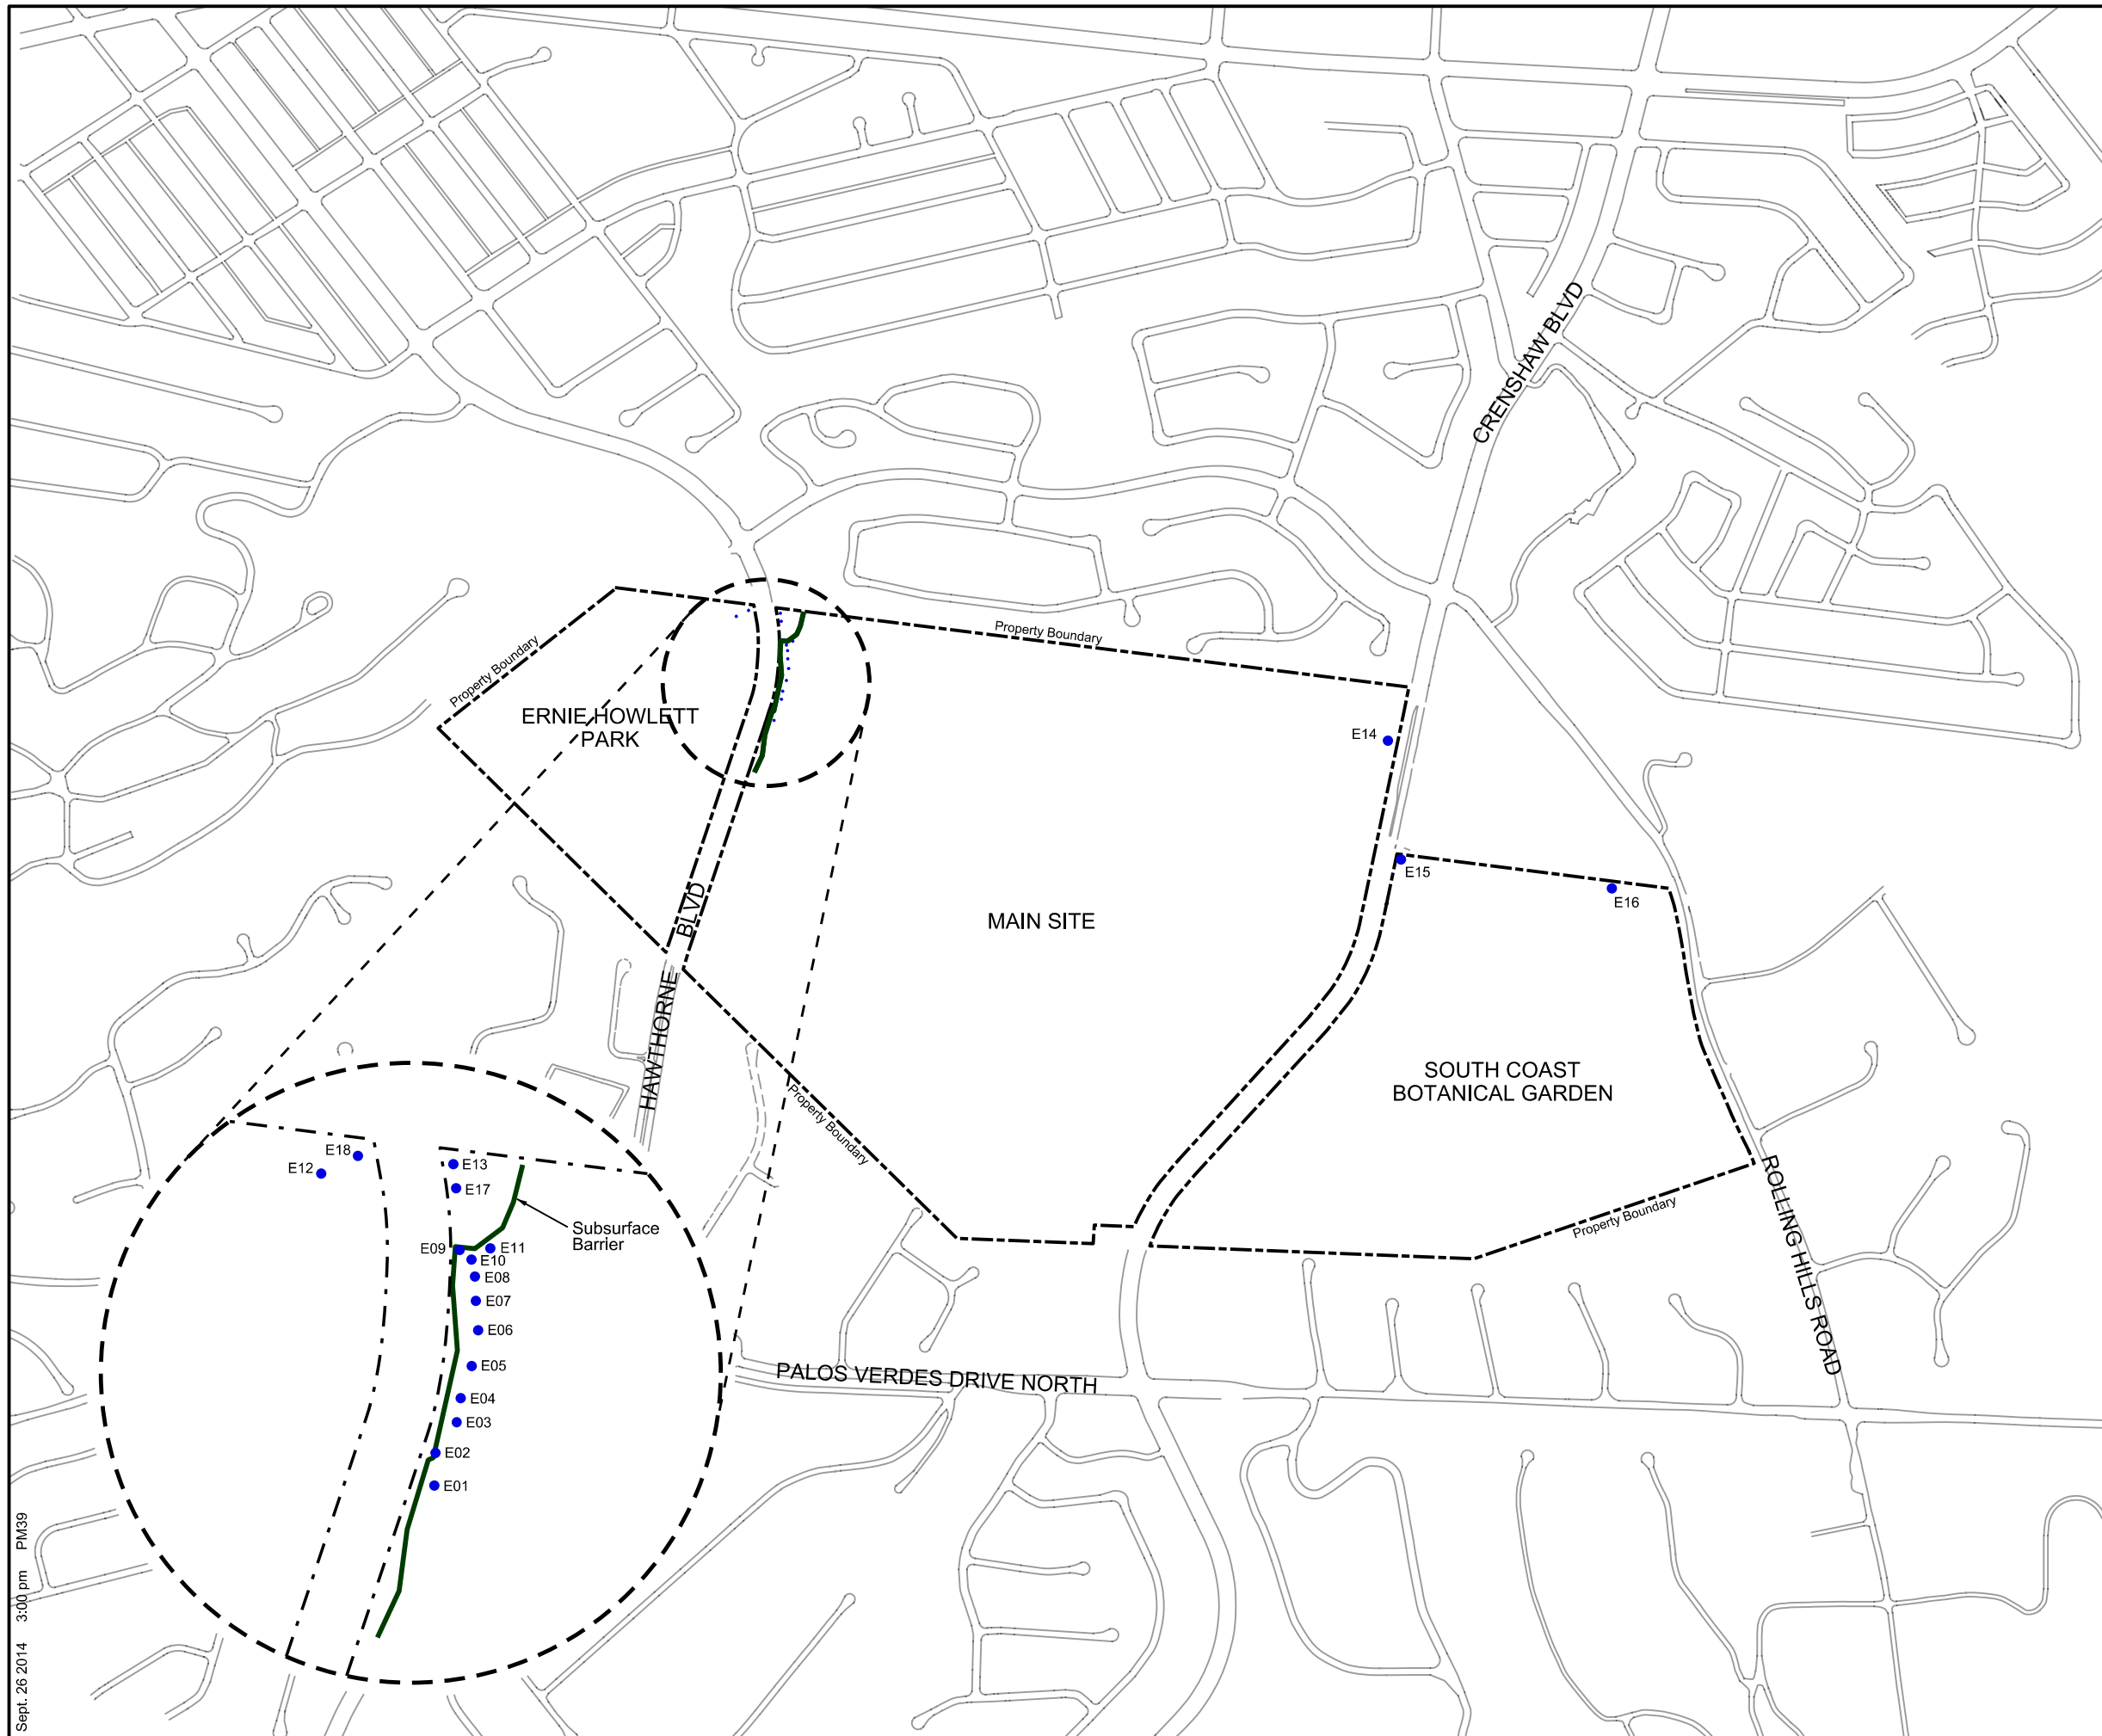 CRENSHAW BLVD
Property Boundary
Property Boundary
ERNIE HOWLETT
PARK
E14
E15
E16
MAIN SITE
HAWTHORNE BLVD
SOUTH COAST
BOTANICAL GARDEN
Property Boundary
Property Boundary
ROLLING HILLS ROAD
E18
E12
E13
E17
Subsurface
Barrier
E09
E11
E10
E08
E07
E06
E05
E04
E03
E02
E01
PALOS VERDES DRIVE NORTH
Sept. 26 2014 3:00 pm PM39